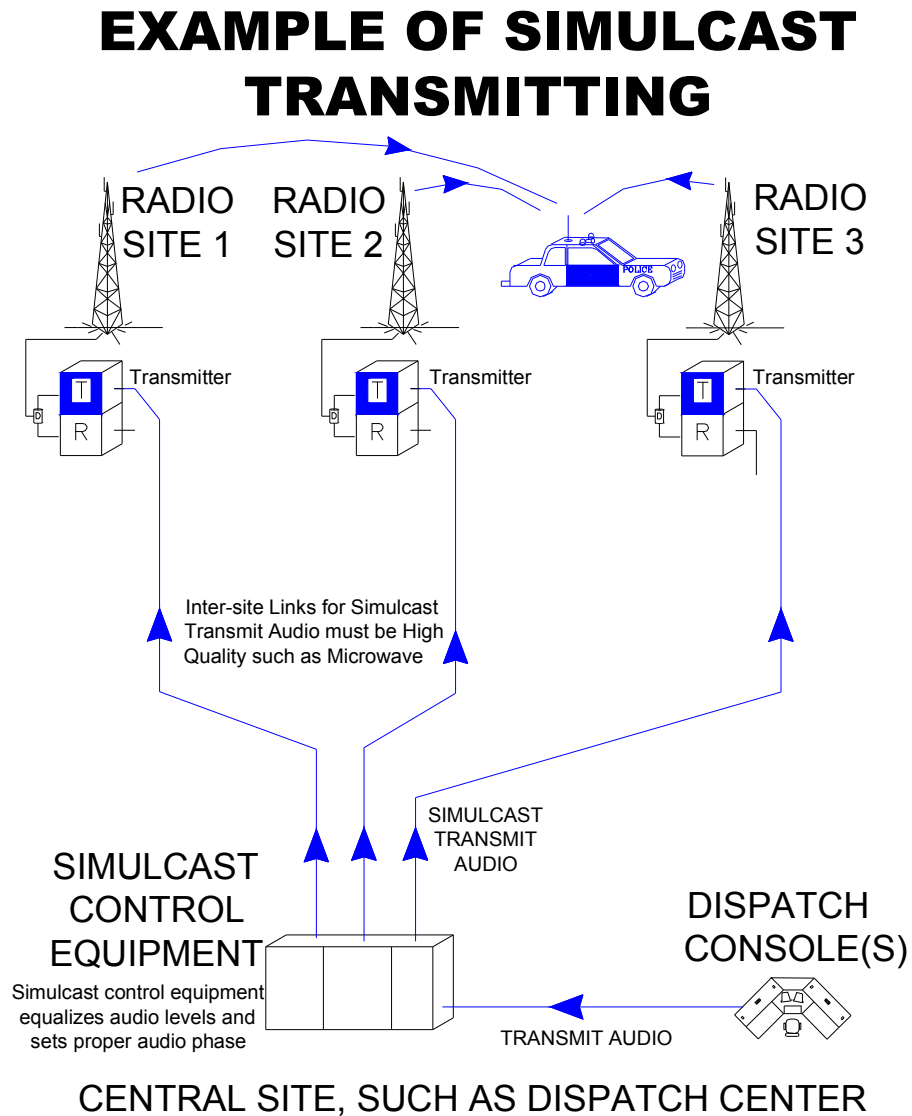 EXAMPLE OF SIMULCAST
TRANSMITTING
RADIO
SITE 1
RADIO
SITE 2
RADIO
SITE 3
POLICE
T
Transmitter
D
R
T
Transmitter
D
R
T
Transmitter
D
R
Inter-site Links for Simulcast
Transmit Audio must be High
Quality such as Microwave
SIMULCAST
TRANSMIT
AUDIO
SIMULCAST
CONTROL
EQUIPMENT
Simulcast control equipment
equalizes audio levels and
sets proper audio phase
DISPATCH
CONSOLE(S)
TRANSMIT AUDIO
CENTRAL SITE, SUCH AS DISPATCH CENTER